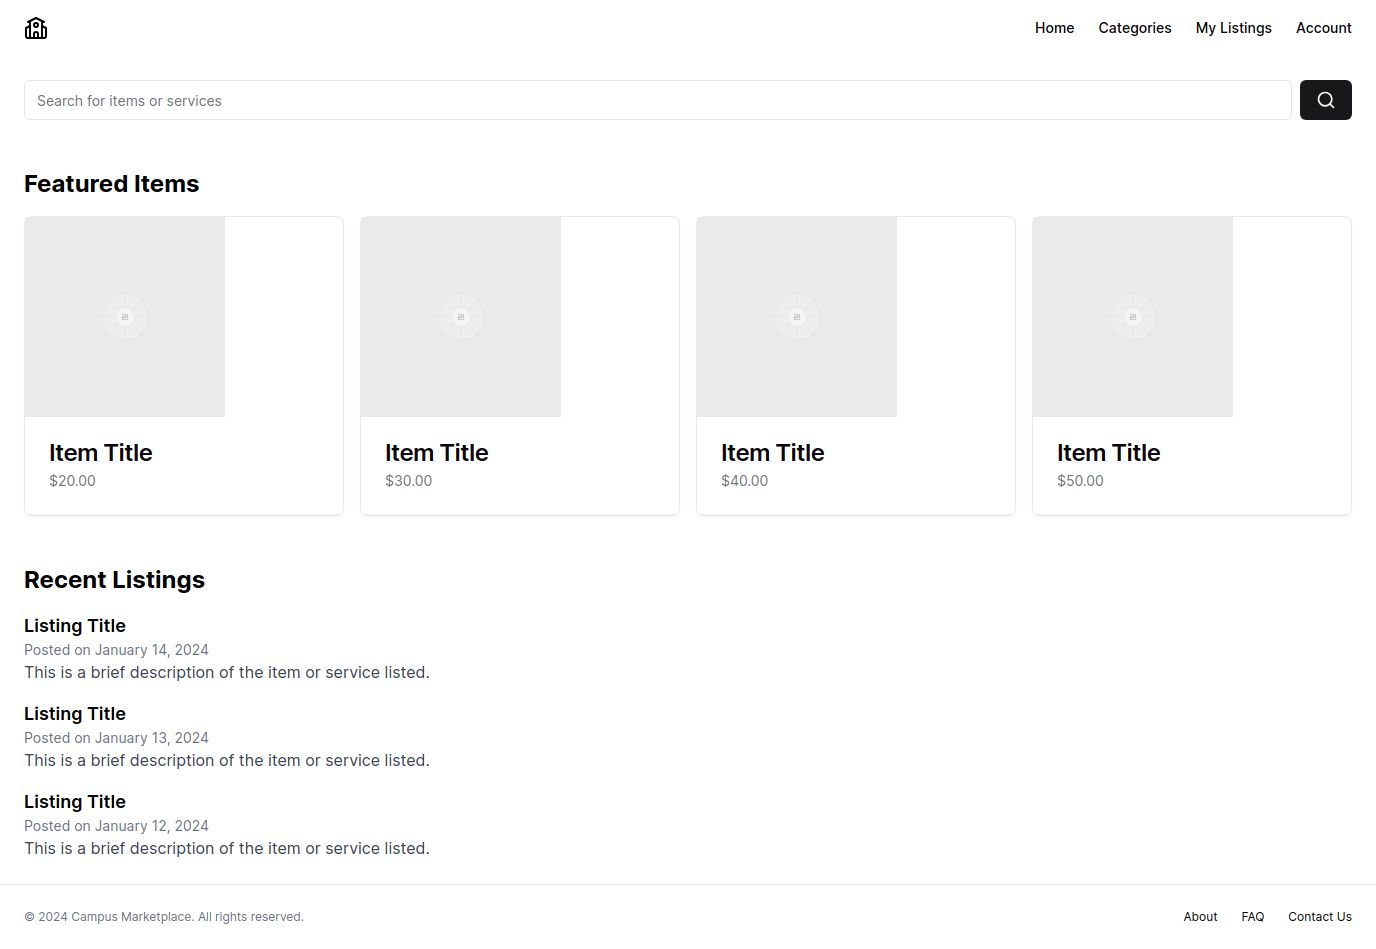 Home Categories My Listings Account
Search for items or services
Featured Items
Item Title Item Title Item Title Item Title
$20.00 $30.00 $40.00 $50.00
Recent Listings
Listing Title
Posted on January 14, 2024
This is a brief description of the item or service listed.
Listing Title
Posted on January 13, 2024
This is a brief description of the item or service listed.
Listing Title
Posted on January 12, 2024
This is a brief description of the item or service listed.
© 2024 Campus Marketplace. All rights reserved. About FAQ Contact Us